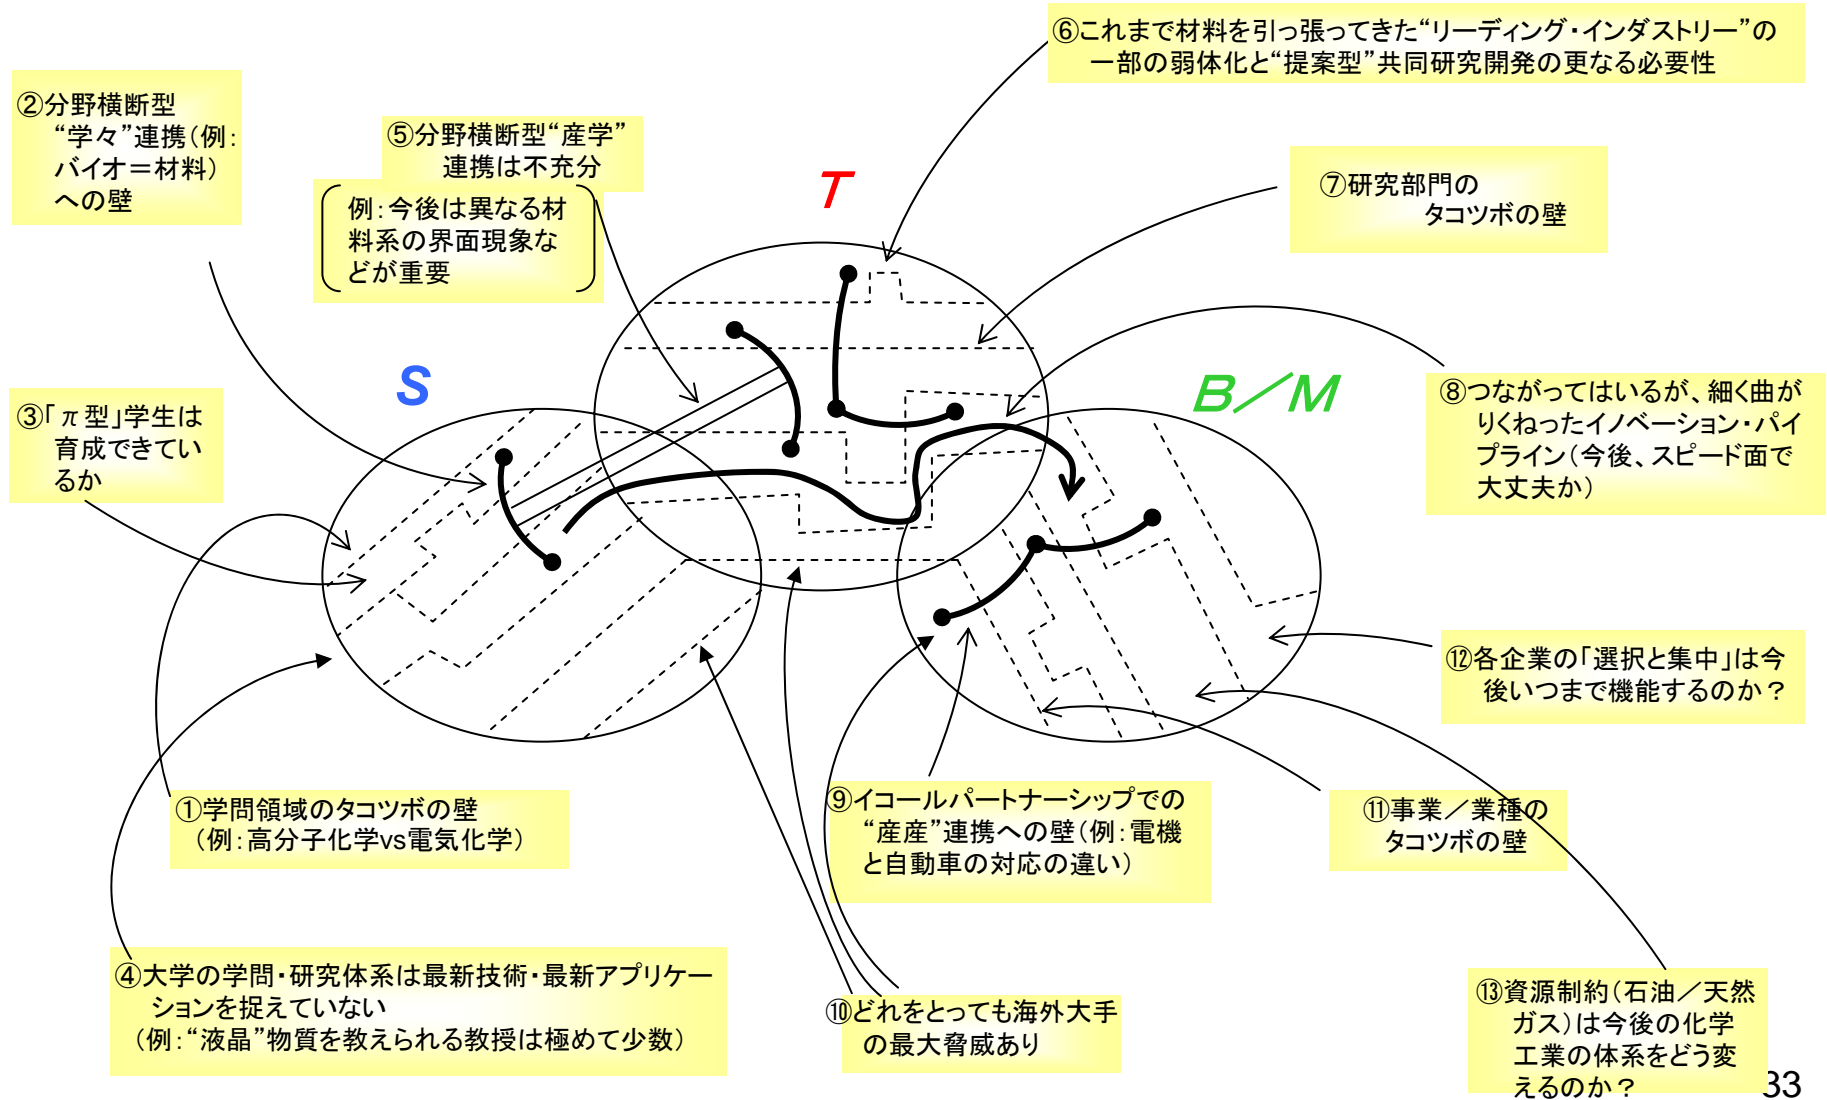 ⑥これまで材料を引っ張ってきた“リーディング・インダストリー”の
一部の弱体化と“提案型”共同研究開発の更なる必要性
②分野横断型
“学々”連携（例：
バイオ＝材料）
への壁
⑤分野横断型“産学”
連携は不充分
例：今後は異なる材
料系の界面現象な
どが重要
T
⑦研究部門の
タコツボの壁
S
B／M
③「π型」学生は
育成できてい
るか
⑧つながってはいるが、細く曲が
りくねったイノベーション・パイ
プライン（今後、スピード面で
大丈夫か）
⑫各企業の「選択と集中」は今
後いつまで機能するのか？
①学問領域のタコツボの壁
（例：高分子化学vs電気化学）
⑨イコールパートナーシップでの
“産産”連携への壁（例：電機
と自動車の対応の違い）
⑪事業／業種の
タコツボの壁
④大学の学問・研究体系は最新技術・最新アプリケー
ションを捉えていない
（例：“液晶”物質を教えられる教授は極めて少数）
⑩どれをとっても海外大手
の最大脅威あり
⑬資源制約（石油／天然
ガス）は今後の化学
工業の体系をどう変
えるのか？
33